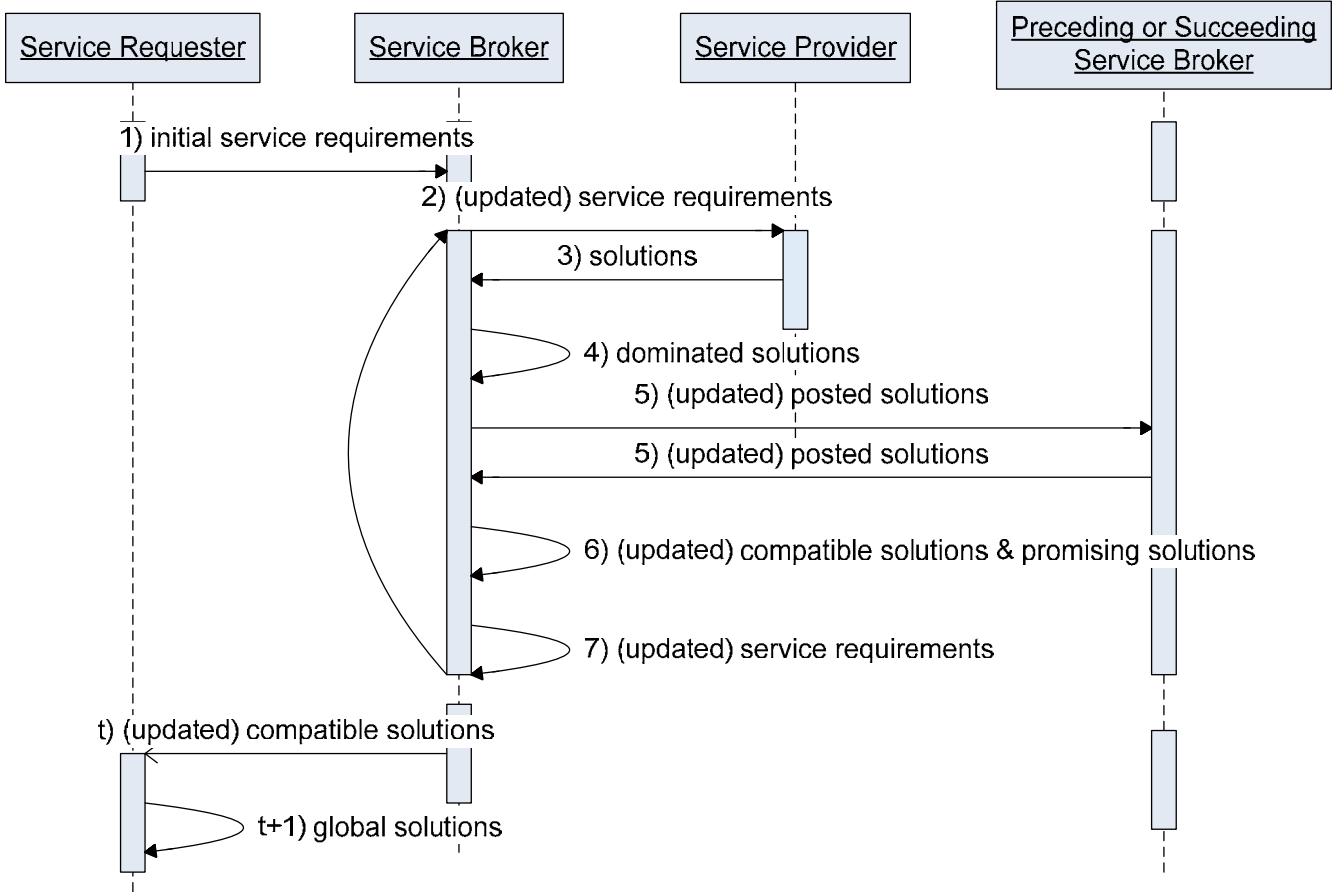 Service Requester
Service Broker
Service Provider
Preceding or Succeeding
Service Broker
1) initial service requirements
2) (updated) service requirements
3) solutions
4) dominated solutions
5) (updated) posted solutions
5) (updated) posted solutions
6) (updated) compatible solutions & promising solutions
7) (updated) service requirements
t) (updated) compatible solutions
t+1) global solutions